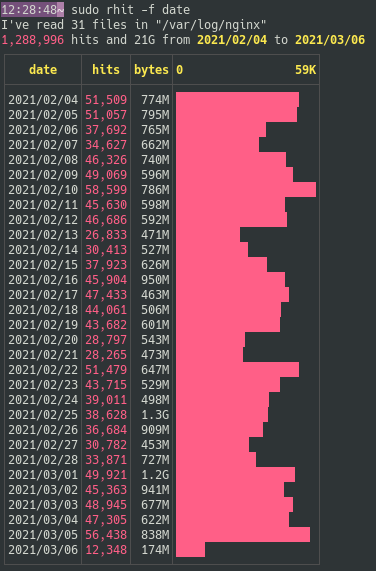 12:28:48~ sudo rhit -f date
I've read 31 files in "/var/log/nginx"
1,288,996 hits and 21G from 2021/02/04 to 2021/03/06
date hits bytes 0 59K
2021/02/04 51,509 774M
2021/02/05 51,057 795M
2021/02/06 37,692 765M
2021/02/07 34,627 662M
2021/02/08 46,326 740M
2021/02/09 49,069 596M
2021/02/10 58,599 786M
2021/02/11 45,630 598M
2021/02/12 46,686 592M
2021/02/13 26,833 471M
2021/02/14 30,413 527M
2021/02/15 37,923 626M
2021/02/16 45,904 950M
2021/02/17 47,433 463M
2021/02/18 44,061 506M
2021/02/19 43,682 601M
2021/02/20 28,797 543M
2021/02/21 28,265 473M
2021/02/22 51,479 647M
2021/02/23 43,715 529M
2021/02/24 39,011 498M
2021/02/25 38,628 1.3G
2021/02/26 36,684 909M
2021/02/27 30,782 453M
2021/02/28 33,871 727M
2021/03/01 49,921 1.2G
2021/03/02 45,363 941M
2021/03/03 48,945 677M
2021/03/04 47,305 622M
2021/03/05 56,438 838M
2021/03/06 12,348 174M